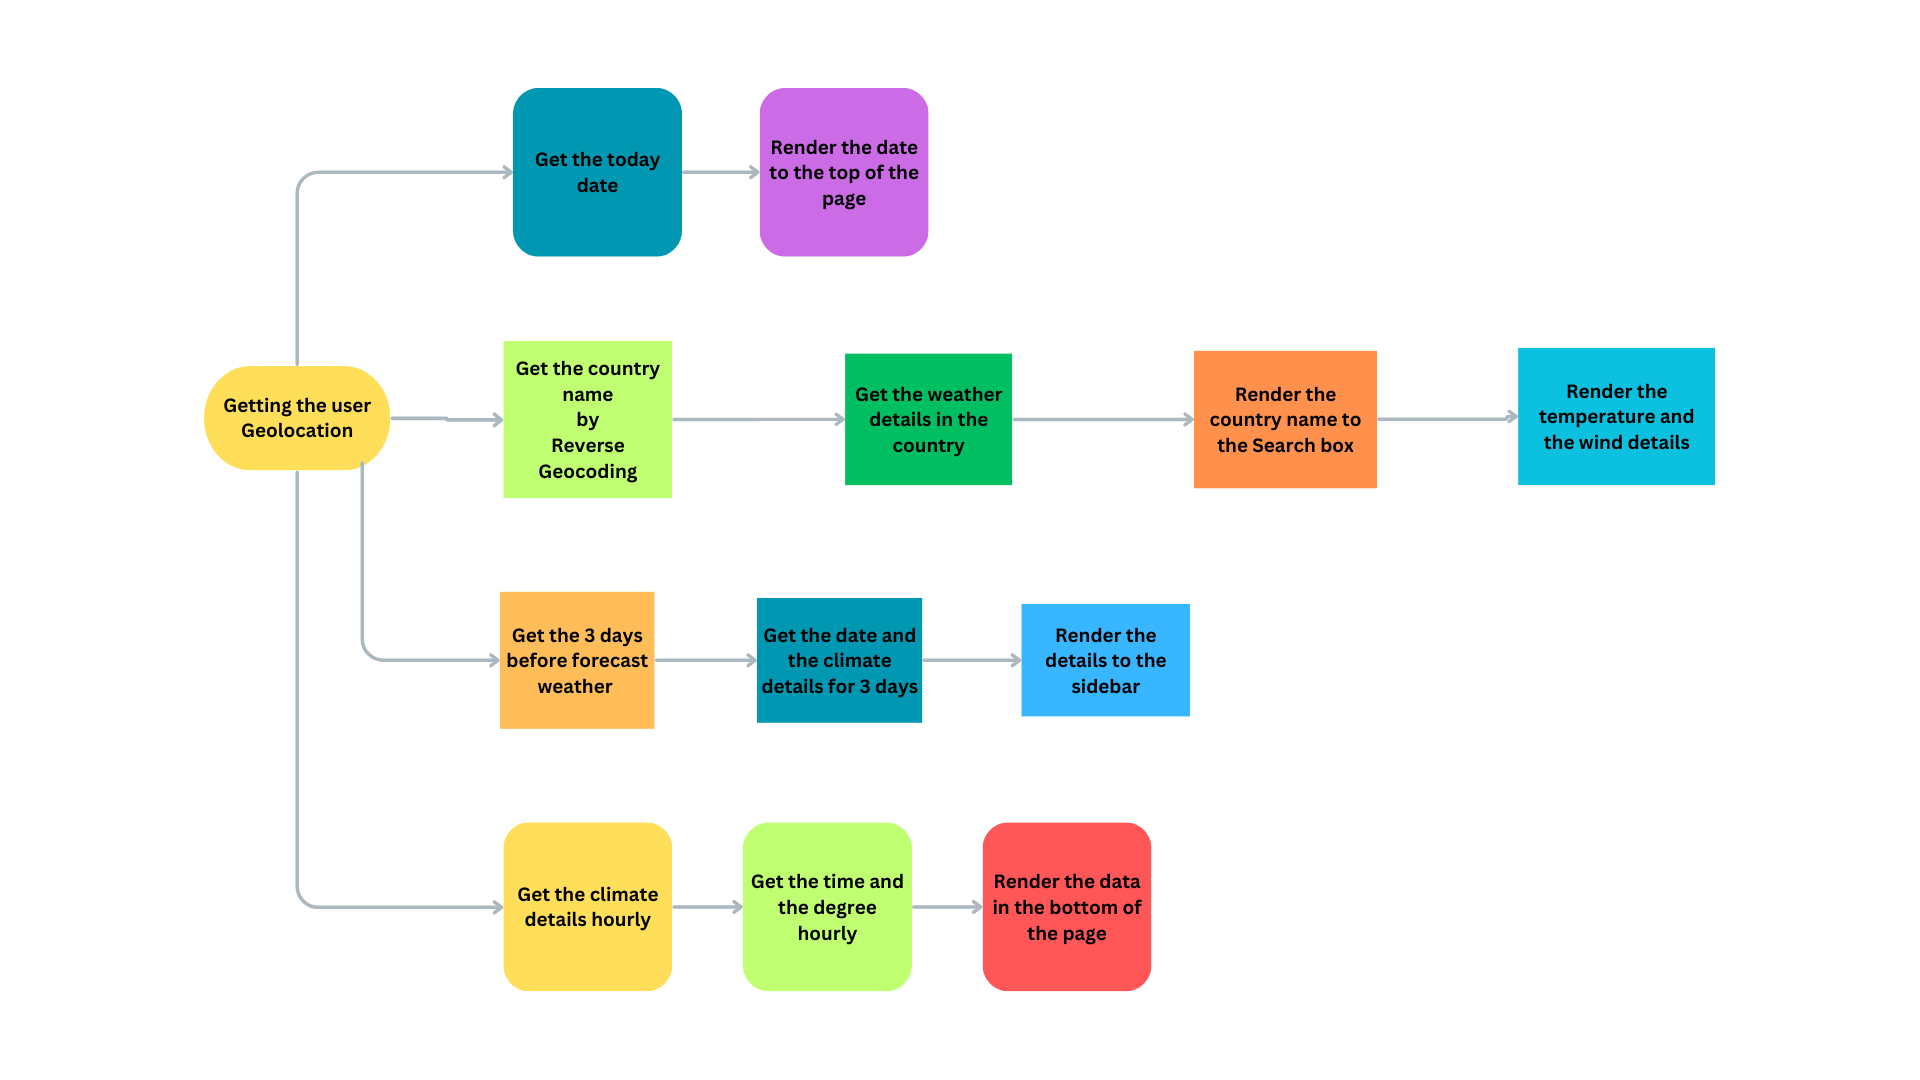 Get the today
date
Render the date
to the top of the
page
Getting the user
Geolocation
Get the country
name
by
Reverse
Geocoding
Get the weather
details in the
country
Render the
country name to
the Search box
Render the
temperature and
the wind details
Get the 3 days
before forecast
weather
Get the date and
the climate
details for 3 days
Render the
details to the
sidebar
Get the climate
details hourly
Get the time and
the degree
hourly
Render the data
in the bottom of
the page